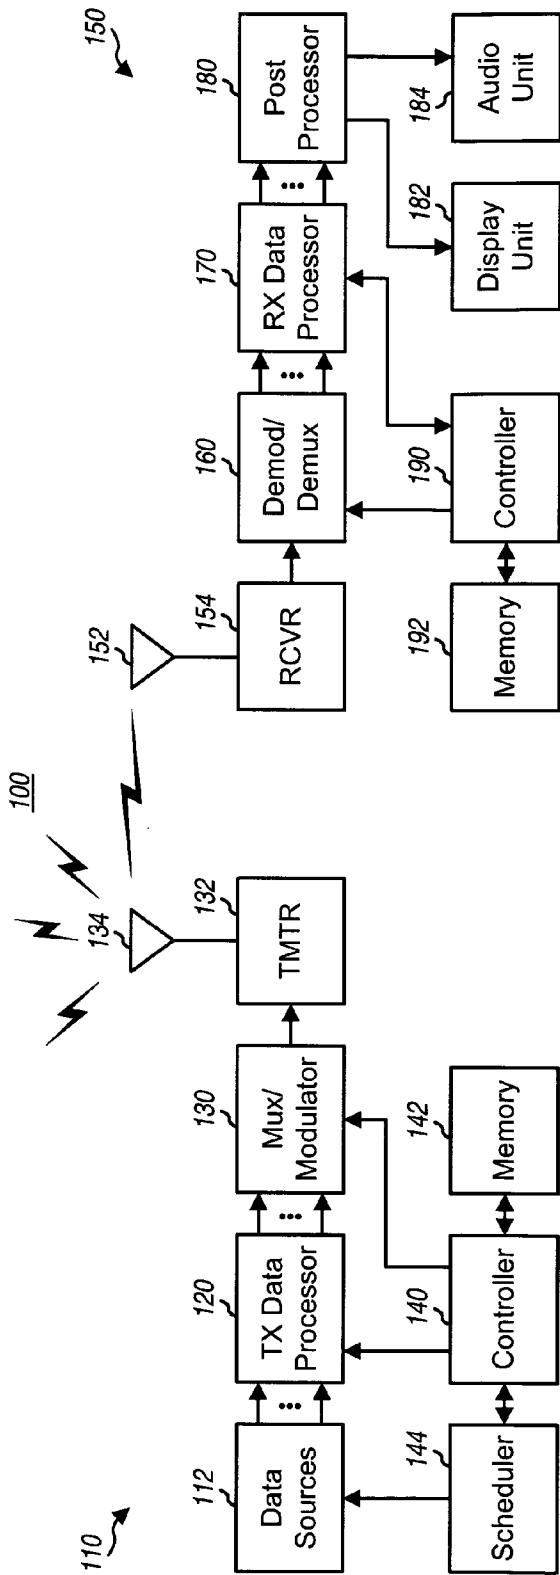 100
110
150
134
152
112
120
130
132
154
160
170
180
Data
Sources
TX Data
Processor
Mux/
Modulator
TMTR
RCVR
Demod/
Demux
RX Data
Processor
Post
Processor
144
140
142
192
190
182
184
Scheduler
Controller
Memory
Memory
Controller
Display
Unit
Audio
Unit